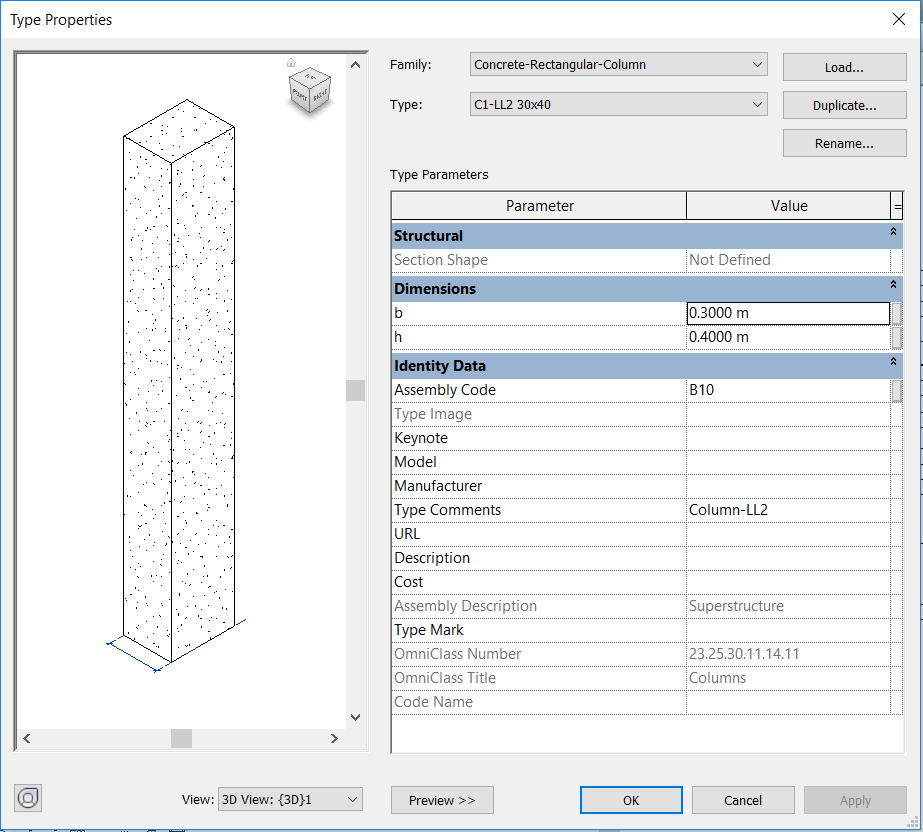 Type Properties
Family:
Concrete-Rectangular-Column
Load...
Type:
C1-LL2 30x40
Duplicate...
Rename...
Type Parameters
Parameter
Value
=
Structural
Section Shape
Not Defined
Dimensions
b
0.3000 m
h
0.4000 m
Identity Data
Assembly Code
B10
Type Image
Keynote
Model
Manufacturer
Type Comments
Column-LL2
URL
Description
Cost
Assembly Description
Superstructure
Type Mark
OmniClass Number
23.25.30.11.14.11
OmniClass Title
Columns
Code Name
View:
3D View: {3D}1
Preview >>
OK
Cancel
Apply